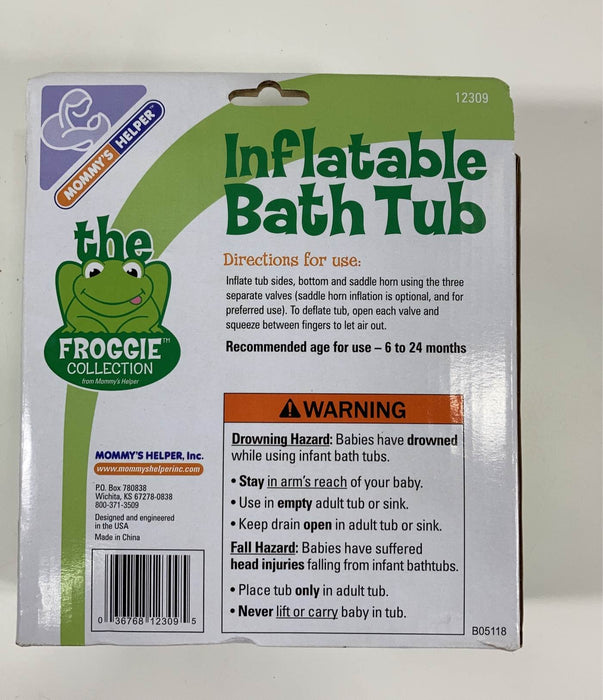 12309
MOMMY'S HELPER™
Inflatable
Bath Tub
the
FROGGIE™
COLLECTION
from Mommy's Helper
Directions for use:
Inflate tub sides, bottom and saddle horn using the three
separate valves (saddle horn inflation is optional, and for
preferred use). To deflate tub, open each valve and
squeeze between fingers to let air out.
Recommended age for use – 6 to 24 months
WARNING
Drowning Hazard: Babies have drowned
while using infant bath tubs.
• Stay in arm's reach of your baby.
• Use in empty adult tub or sink.
• Keep drain open in adult tub or sink.
Fall Hazard: Babies have suffered
head injuries falling from infant bathtubs.
• Place tub only in adult tub.
• Never lift or carry baby in tub.
MOMMY'S HELPER, Inc.
www.mommyshelperinc.com
P.O. Box 780838
Wichita, KS 67278-0838
800-371-3509
Designed and engineered
in the USA
Made in China
0 36768 12309 5
B05118